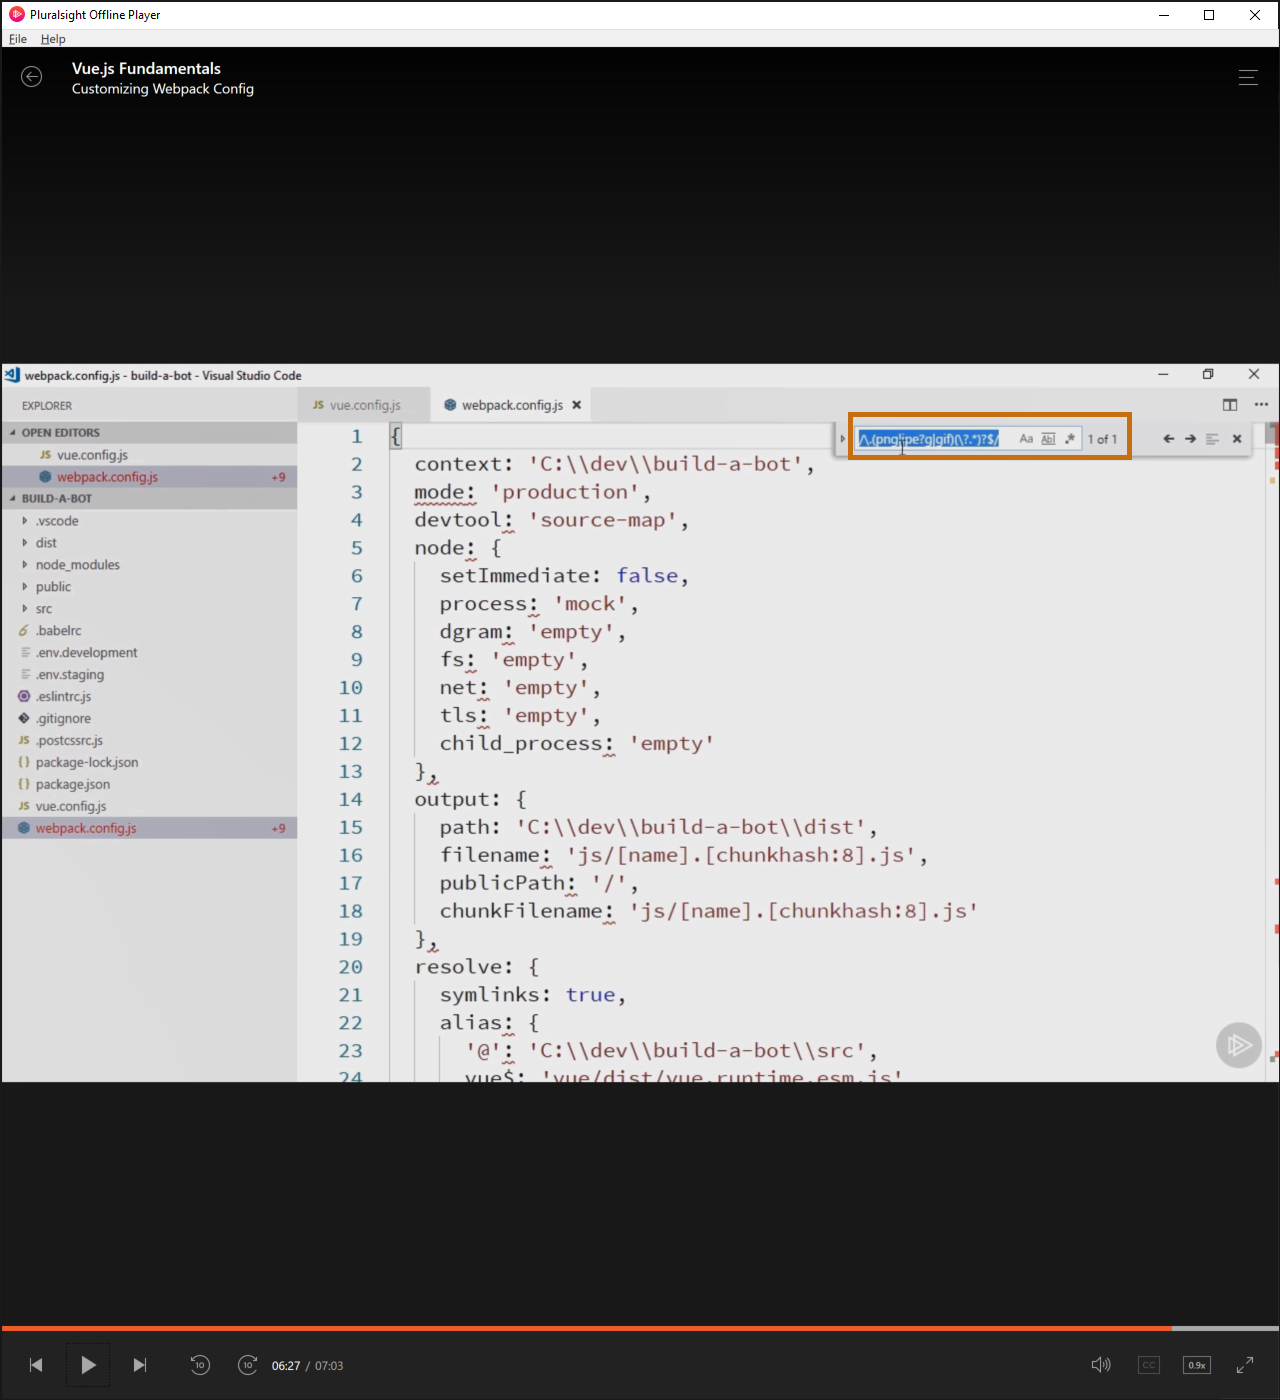 Pluralsight Offline Player
File Help
Vue.js Fundamentals
Customizing Webpack Config
webpack.config.js - build-a-bot - Visual Studio Code
EXPLORER
JS vue.config.js
webpack.config.js
OPEN EDITORS
JS vue.config.js
webpack.config.js +9
BUILD-A-BOT
.vscode
dist
node_modules
public
src
.babelrc
.env.development
.env.staging
.eslintrc.js
.gitignore
JS .postcssrc.js
{ } package-lock.json
{ } package.json
JS vue.config.js
webpack.config.js +9
/\.(png|jpe?g|gif)(\?.*)?$/ Aa Abl .* 1 of 1
1 {
2 context: 'C:\\dev\\build-a-bot',
3 mode: 'production',
4 devtool: 'source-map',
5 node: {
6 setImmediate: false,
7 process: 'mock',
8 dgram: 'empty',
9 fs: 'empty',
10 net: 'empty',
11 tls: 'empty',
12 child_process: 'empty'
13 },
14 output: {
15 path: 'C:\\dev\\build-a-bot\\dist',
16 filename: 'js/[name].[chunkhash:8].js',
17 publicPath: '/',
18 chunkFilename: 'js/[name].[chunkhash:8].js'
19 },
20 resolve: {
21 symlinks: true,
22 alias: {
23 '@': 'C:\\dev\\build-a-bot\\src',
24 vue$: 'vue/dist/vue.runtime.esm.js'
10 10 06:27 / 07:03
CC 0.9x